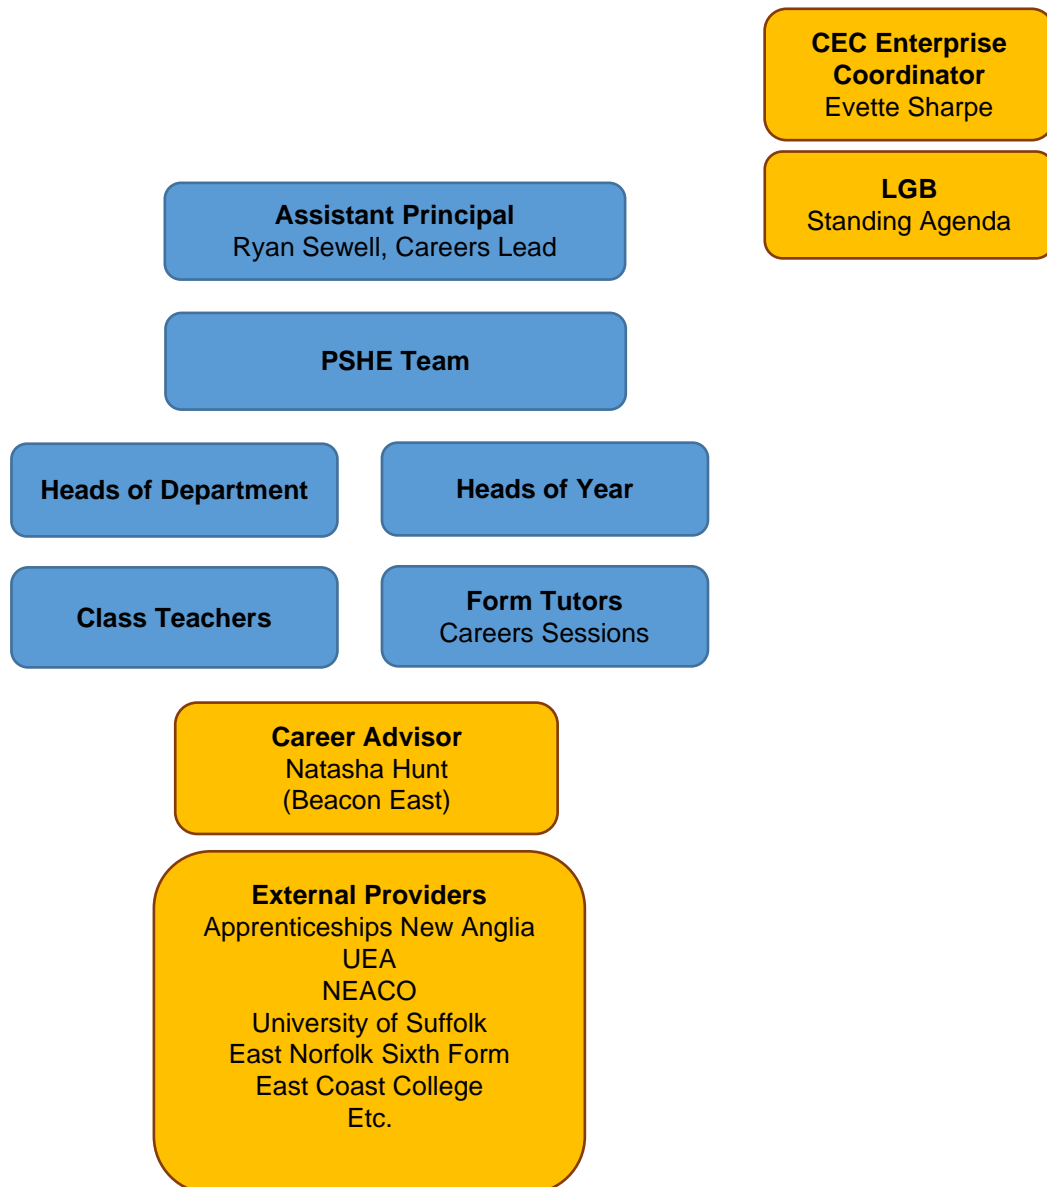 CEC Enterprise
Coordinator
Evette Sharpe
LGB
Standing Agenda
Assistant Principal
Ryan Sewell, Careers Lead
PSHE Team
Heads of Department
Heads of Year
Class Teachers
Form Tutors
Careers Sessions
Career Advisor
Natasha Hunt
(Beacon East)
External Providers
Apprenticeships New Anglia
UEA
NEACO
University of Suffolk
East Norfolk Sixth Form
East Coast College
Etc.